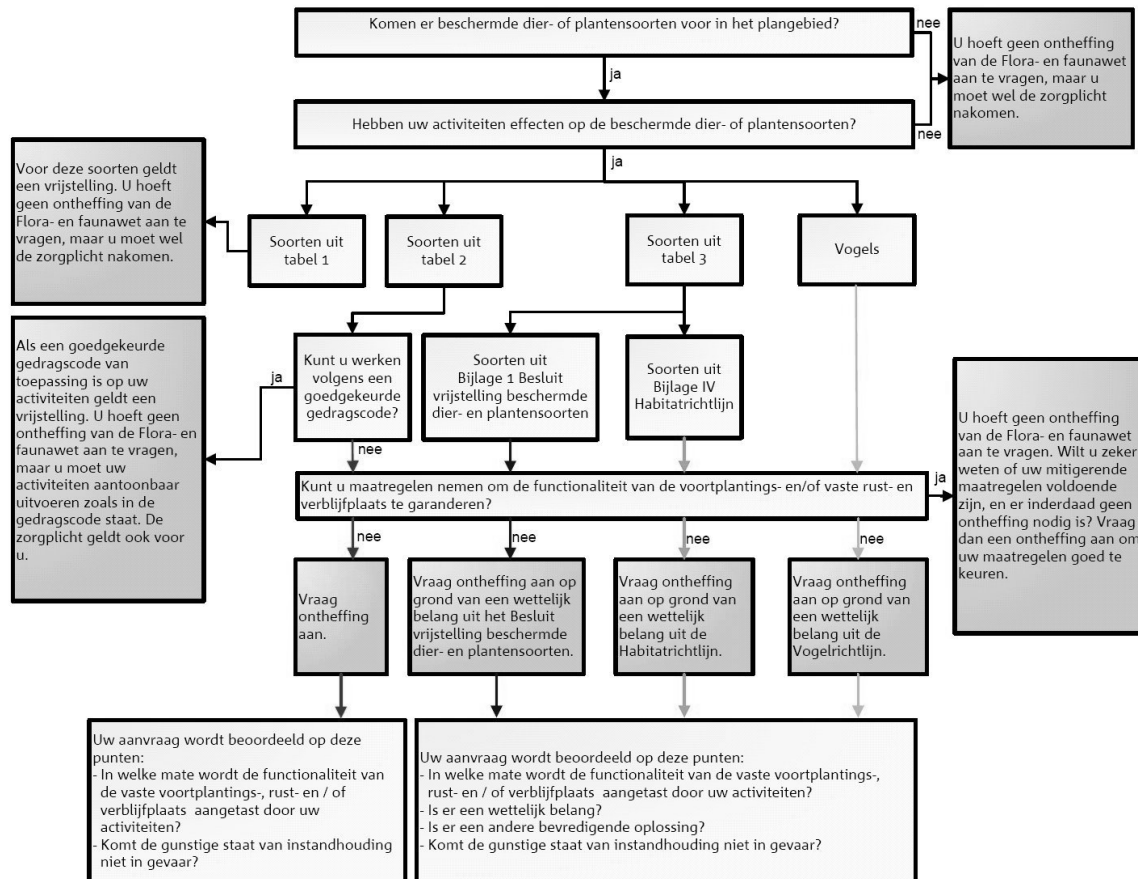 Komen er beschermde dier- of plantensoorten voor in het plangebied?
nee
U hoeft geen ontheffing
van de Flora- en faunawet
aan te vragen, maar u
moet wel de zorgplicht
nakomen.
ja
Hebben uw activiteiten effecten op de beschermde dier- of plantensoorten?
nee
ja
Voor deze soorten geldt
een vrijstelling. U hoeft
geen ontheffing van de
Flora- en faunawet aan te
vragen, maar u moet wel
de zorgplicht nakomen.
Soorten uit
tabel 1
Soorten uit
tabel 2
Soorten uit
tabel 3
Vogels
Als een goedgekeurde
gedragscode van
toepassing is op uw
activiteiten geldt een
vrijstelling. U hoeft geen
ontheffing van de Flora- en
faunawet aan te vragen,
maar u moet uw
activiteiten aantoonbaar
uitvoeren zoals in de
gedragscode staat. De
zorgplicht geldt ook voor
u.
ja
Kunt u werken
volgens een
goedgekeurde
gedragscode?
Soorten uit
Bijlage 1 Besluit
vrijstelling beschermde
dier- en plantensoorten
Soorten uit
Bijlage IV
Habitatrichtlijn
nee
Kunt u maatregelen nemen om de functionaliteit van de voortplantings- en/of vaste rust- en
verblijfplaats te garanderen?
ja
U hoeft geen ontheffing
van de Flora- en faunawet
aan te vragen. Wilt u zeker
weten of uw mitigerende
maatregelen voldoende
zijn, en er inderdaad geen
ontheffing nodig is? Vraag
dan een ontheffing aan om
uw maatregelen goed te
keuren.
nee
nee
nee
nee
Vraag
ontheffing
aan.
Vraag ontheffing aan op
grond van een wettelijk
belang uit het Besluit
vrijstelling beschermde
dier- en plantensoorten.
Vraag ontheffing
aan op grond van
een wettelijk
belang uit de
Habitatrichtlijn.
Vraag ontheffing
aan op grond van
een wettelijk
belang uit de
Vogelrichtlijn.
Uw aanvraag wordt beoordeeld op deze
punten:
- In welke mate wordt de functionaliteit van
de vaste voortplantings-, rust- en / of
verblijfplaats aangetast door uw
activiteiten?
- Komt de gunstige staat van instandhouding
niet in gevaar?
Uw aanvraag wordt beoordeeld op deze punten:
- In welke mate wordt de functionaliteit van de vaste voortplantings-,
rust- en / of verblijfplaats aangetast door uw activiteiten?
- Is er een wettelijk belang?
- Is er een andere bevredigende oplossing?
- Komt de gunstige staat van instandhouding niet in gevaar?